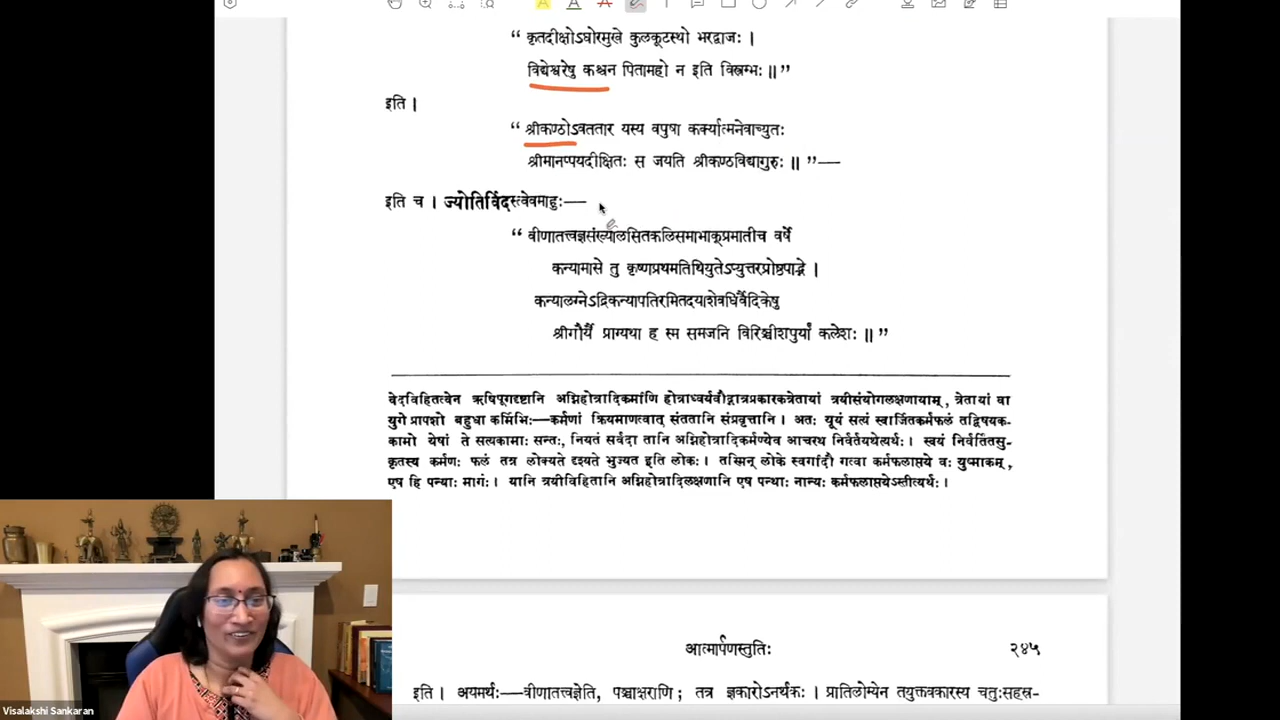 “ कृतदीक्षोऽघोरमुखे कुलकूटस्थो भरद्वाजः ।
विद्येश्वरेषु कश्चन पितामहो न इति विस्रम्भः ॥ ”
इति ।
“ श्रीकण्ठोऽवततार यस्य वपुषा कर्क्यात्मनेवाच्युतः
श्रीमानप्पयदीक्षितः स जयति श्रीकण्ठविद्यागुरुः ॥ ”—
इति च । ज्योतिर्विदस्त्वेवमाहुः—
“ वीणातत्त्वज्ञसंख्यालसितकलिसमाभाक्प्रमातीच वर्षे
कन्यामासे तु कृष्णप्रथमतिथियुतेऽप्युत्तरप्रोष्ठपाद्भे ।
कन्यालग्नेऽद्रिकन्यापतिरमितदयाशेवधिर्वैदिकेषु
श्रीगौर्यै प्राग्यथा ह स्म समजनि विरिञ्चीशपुर्यां कलेशः ॥ ”
वेदविहितत्वेन ऋषिपूगदृष्टानि अग्निहोत्रादिकर्माणि होत्राध्वर्यवौद्गात्रप्रकारकत्रेतायां त्रयीसंयोगलक्षणायाम्, त्रेतायां वा
युगे प्रापशो बहुधा कर्मिभिः—कर्मणां क्रियमाणत्वात् संततानि संप्रवृत्तानि । अतः यूयं सत्यं स्वार्जितकर्मफलं तद्विषयक-
कामो येषां ते सत्यकामाः सन्तः, नियतं सर्वदा तानि अग्निहोत्रादिकर्मण्येव आचरथ निर्वर्तयथेत्यर्थः । स्वयं निर्वर्तितसु-
कृतस्य कर्मणः फलं तत्र लोक्यते दृश्यते भुज्यत इति लोकः । तस्मिन् लोके स्वर्गादौ गत्वा कर्मफलाप्तये वः युष्माकम्,
एष हि पन्थाः मार्गः । यानि त्रयीविहितानि अग्निहोत्रादिलक्षणानि एष पन्थाः नान्यः कर्मफलाप्तयेऽस्तीत्यर्थः ।
आत्मार्पणस्तुतिः २४५
इति । अयमर्थः—वीणातत्त्वज्ञेति, पञ्चाक्षराणि ; तत्र ज्ञकारोऽनर्थकः । प्रातिलोम्येन तयुक्तवकारस्य चतुःसहस्र-
Visalakshi Sankaran